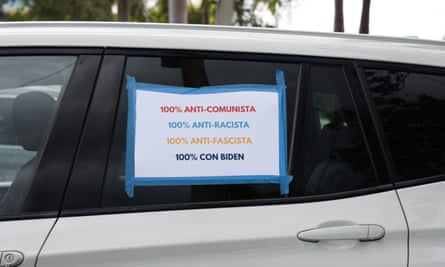 100% ANTI-COMUNISTA
100% ANTI-RACISTA
100% ANTI-FASCISTA
100% CON BIDEN